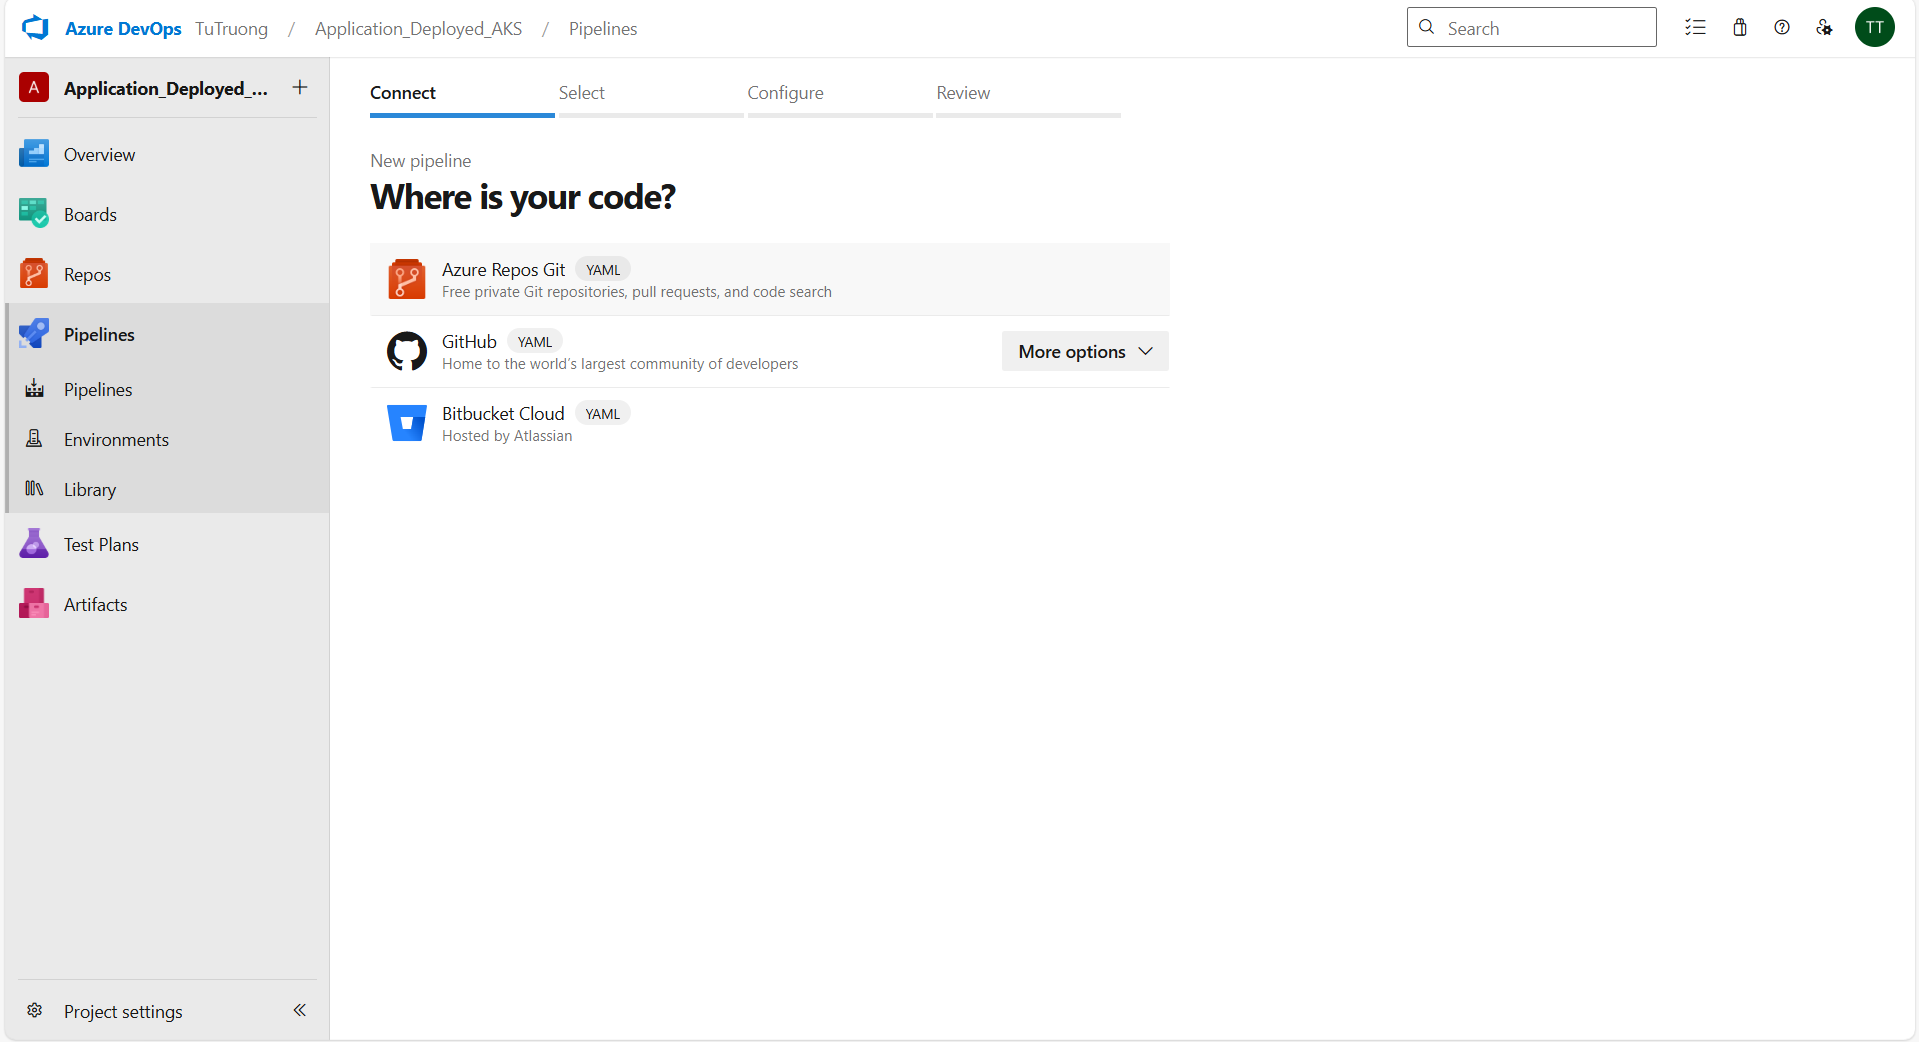 Azure DevOps TuTruong / Application_Deployed_AKS / Pipelines
Search
TT
A Application_Deployed_...
Overview
Boards
Repos
Pipelines
Pipelines
Environments
Library
Test Plans
Artifacts
Project settings
Connect Select Configure Review
New pipeline
Where is your code?
Azure Repos Git YAML
Free private Git repositories, pull requests, and code search
GitHub YAML
Home to the world's largest community of developers
More options
Bitbucket Cloud YAML
Hosted by Atlassian